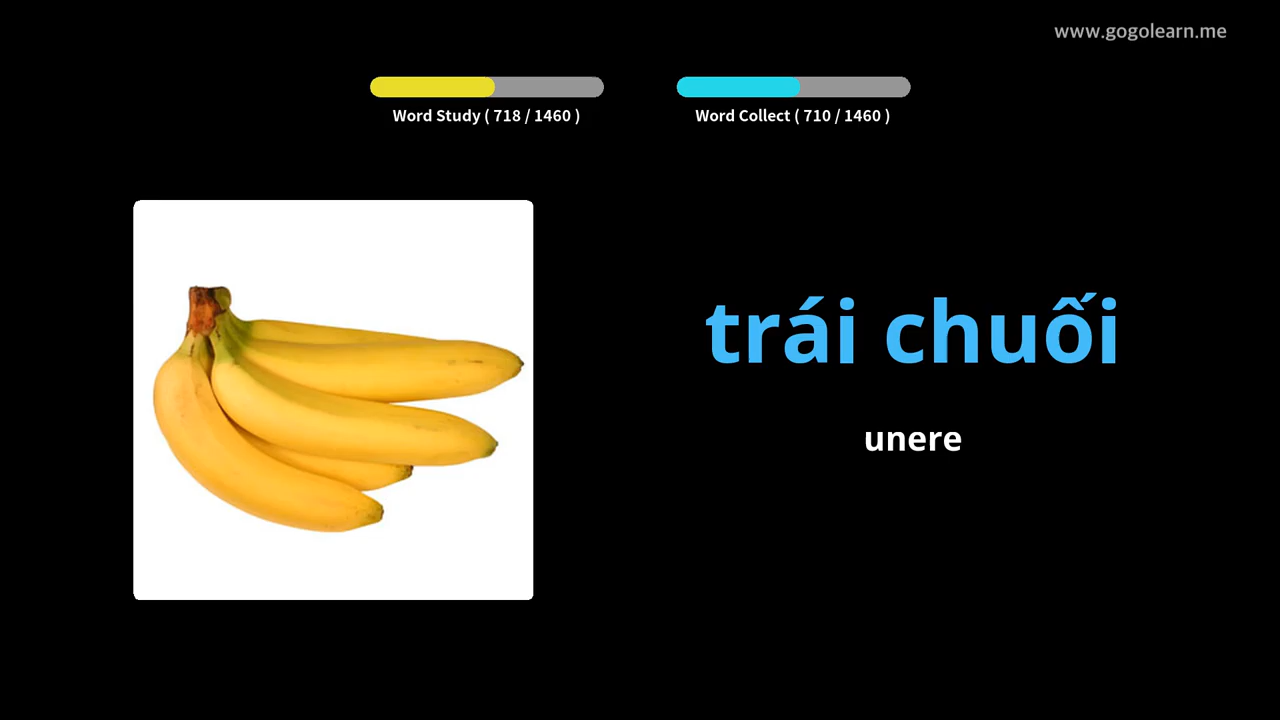 www.gogolearn.me
Word Study ( 718 / 1460 )
Word Collect ( 710 / 1460 )
trái chuối
unere